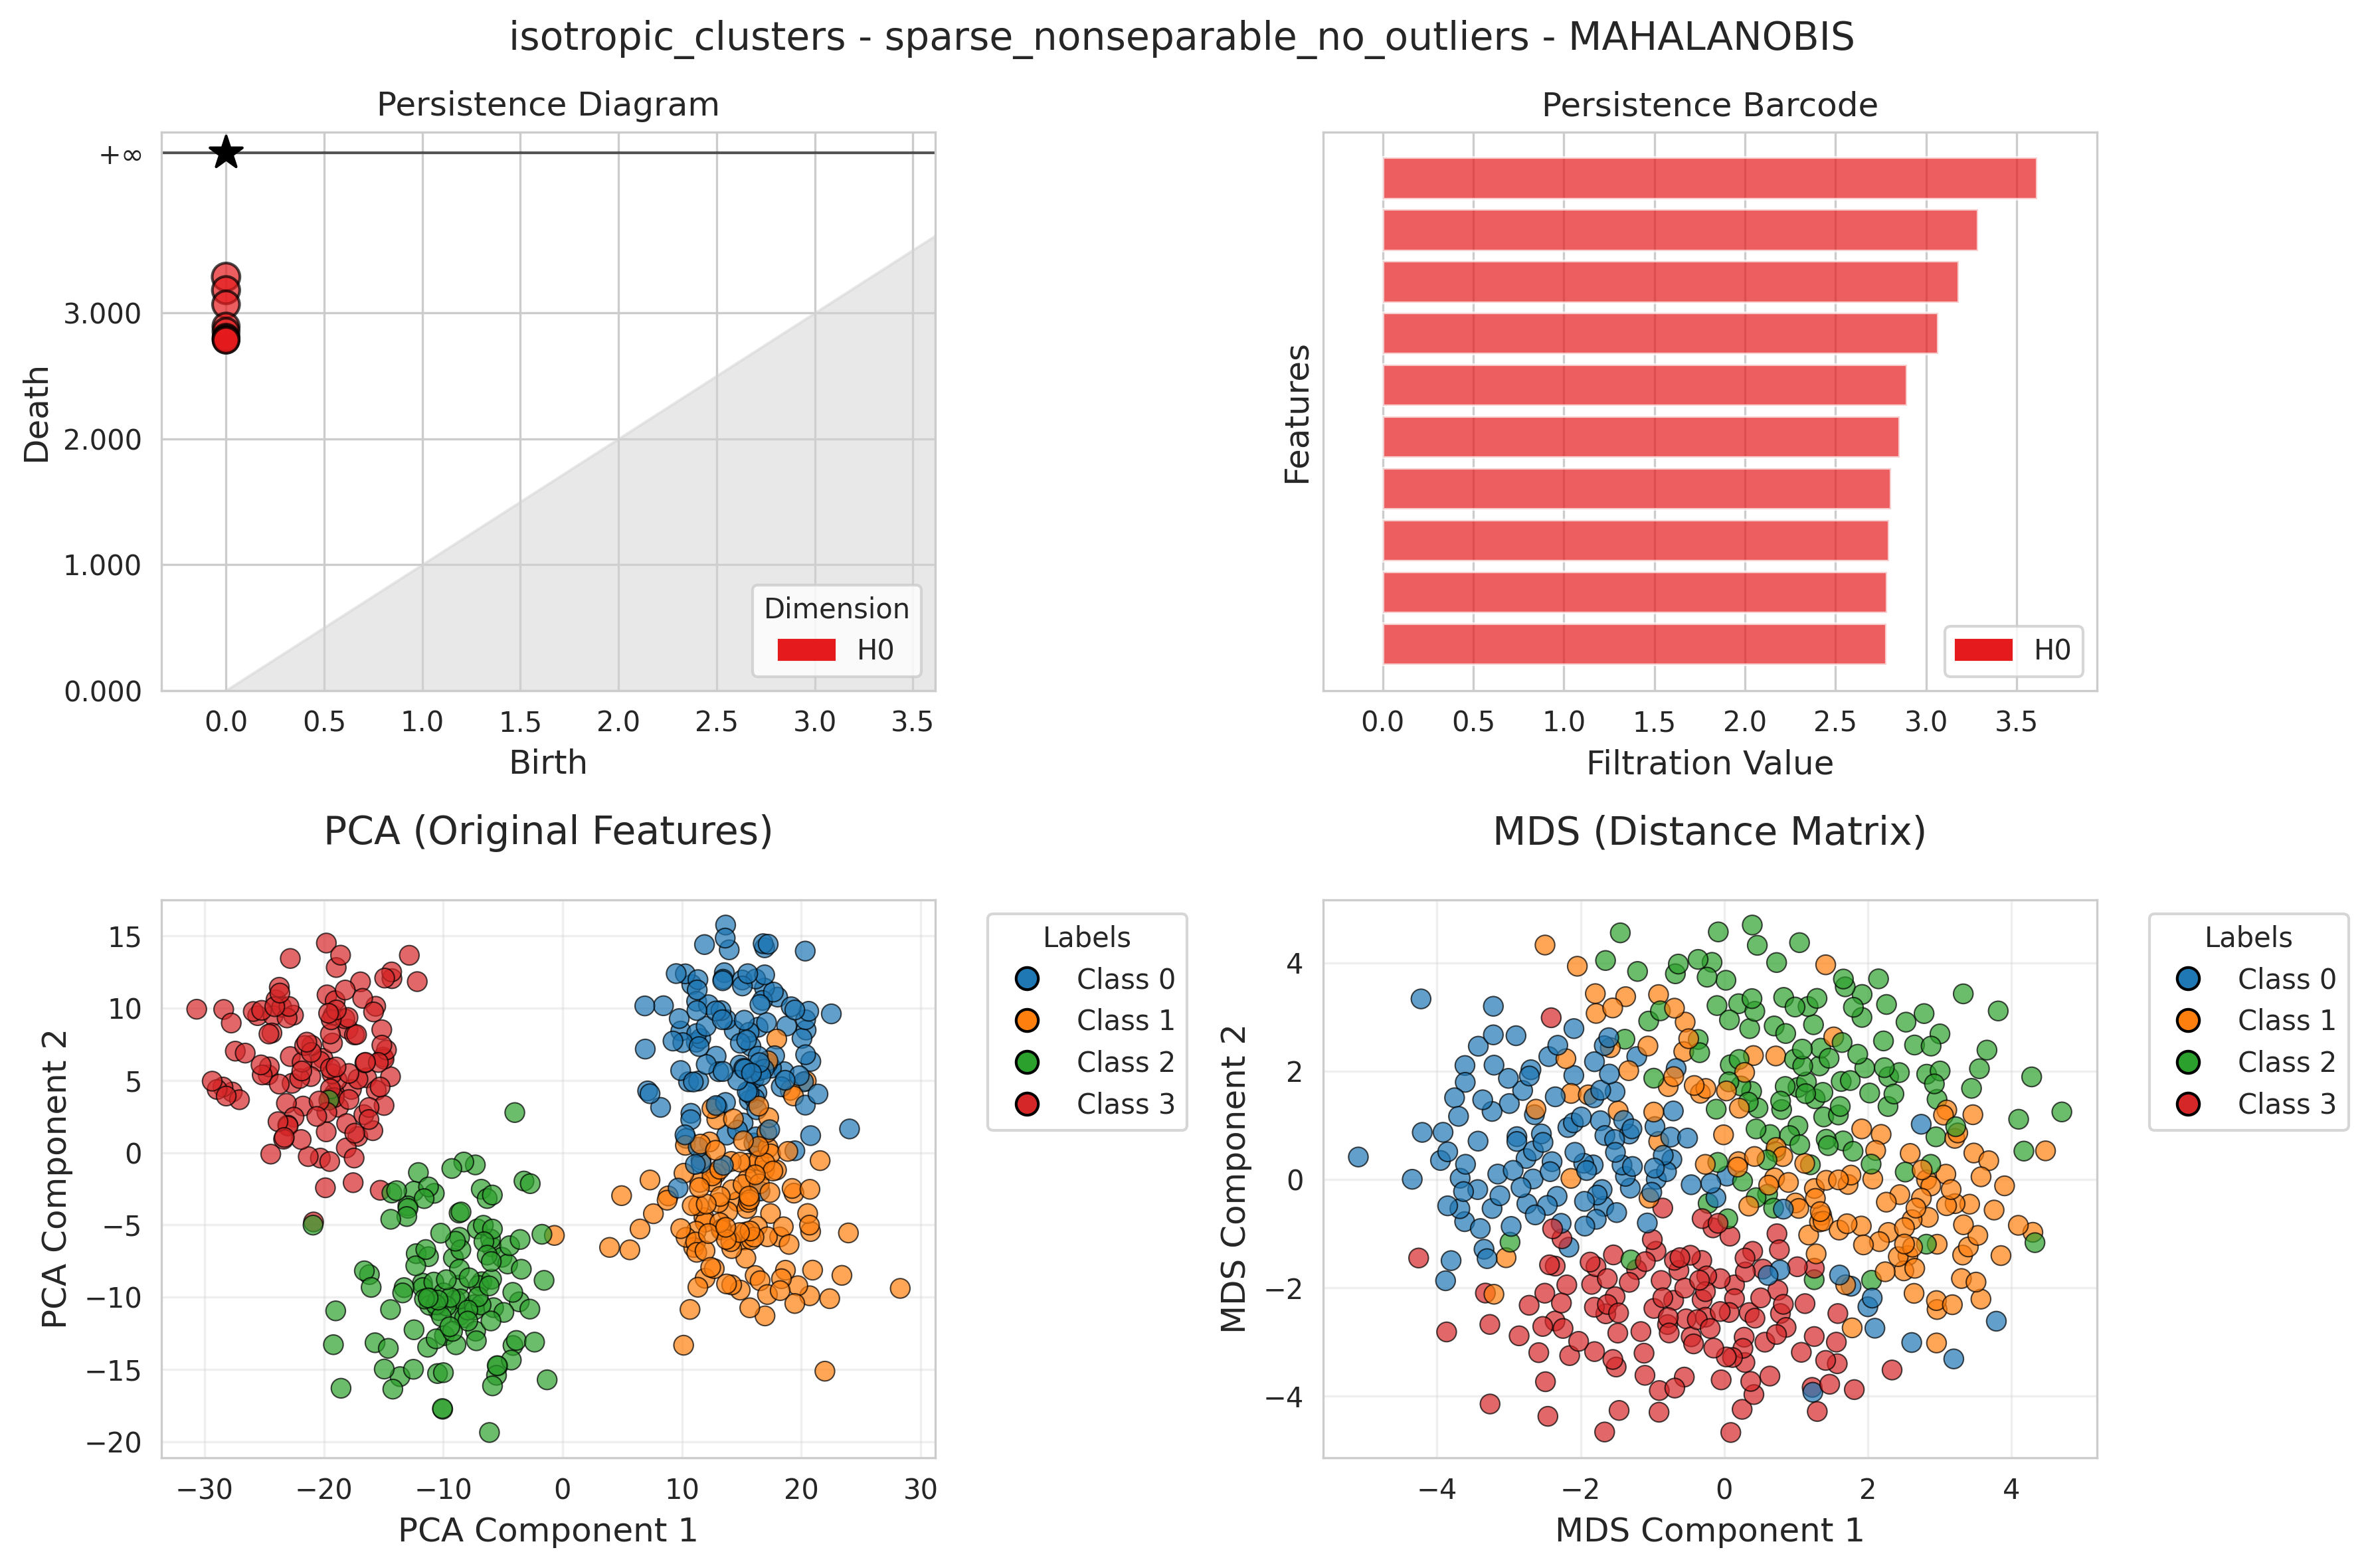 isotropic_clusters - sparse_nonseparable_no_outliers - MAHALANOBIS
Persistence Diagram
+∞
3.000
2.000
1.000
0.000
Death
0.0 0.5 1.0 1.5 2.0 2.5 3.0 3.5
Birth
Dimension
H0
Persistence Barcode
Features
0.0 0.5 1.0 1.5 2.0 2.5 3.0 3.5
Filtration Value
H0
PCA (Original Features)
15
10
5
0
−5
−10
−15
−20
PCA Component 2
−30 −20 −10 0 10 20 30
PCA Component 1
Labels
Class 0
Class 1
Class 2
Class 3
MDS (Distance Matrix)
4
2
0
−2
−4
MDS Component 2
−4 −2 0 2 4
MDS Component 1
Labels
Class 0
Class 1
Class 2
Class 3